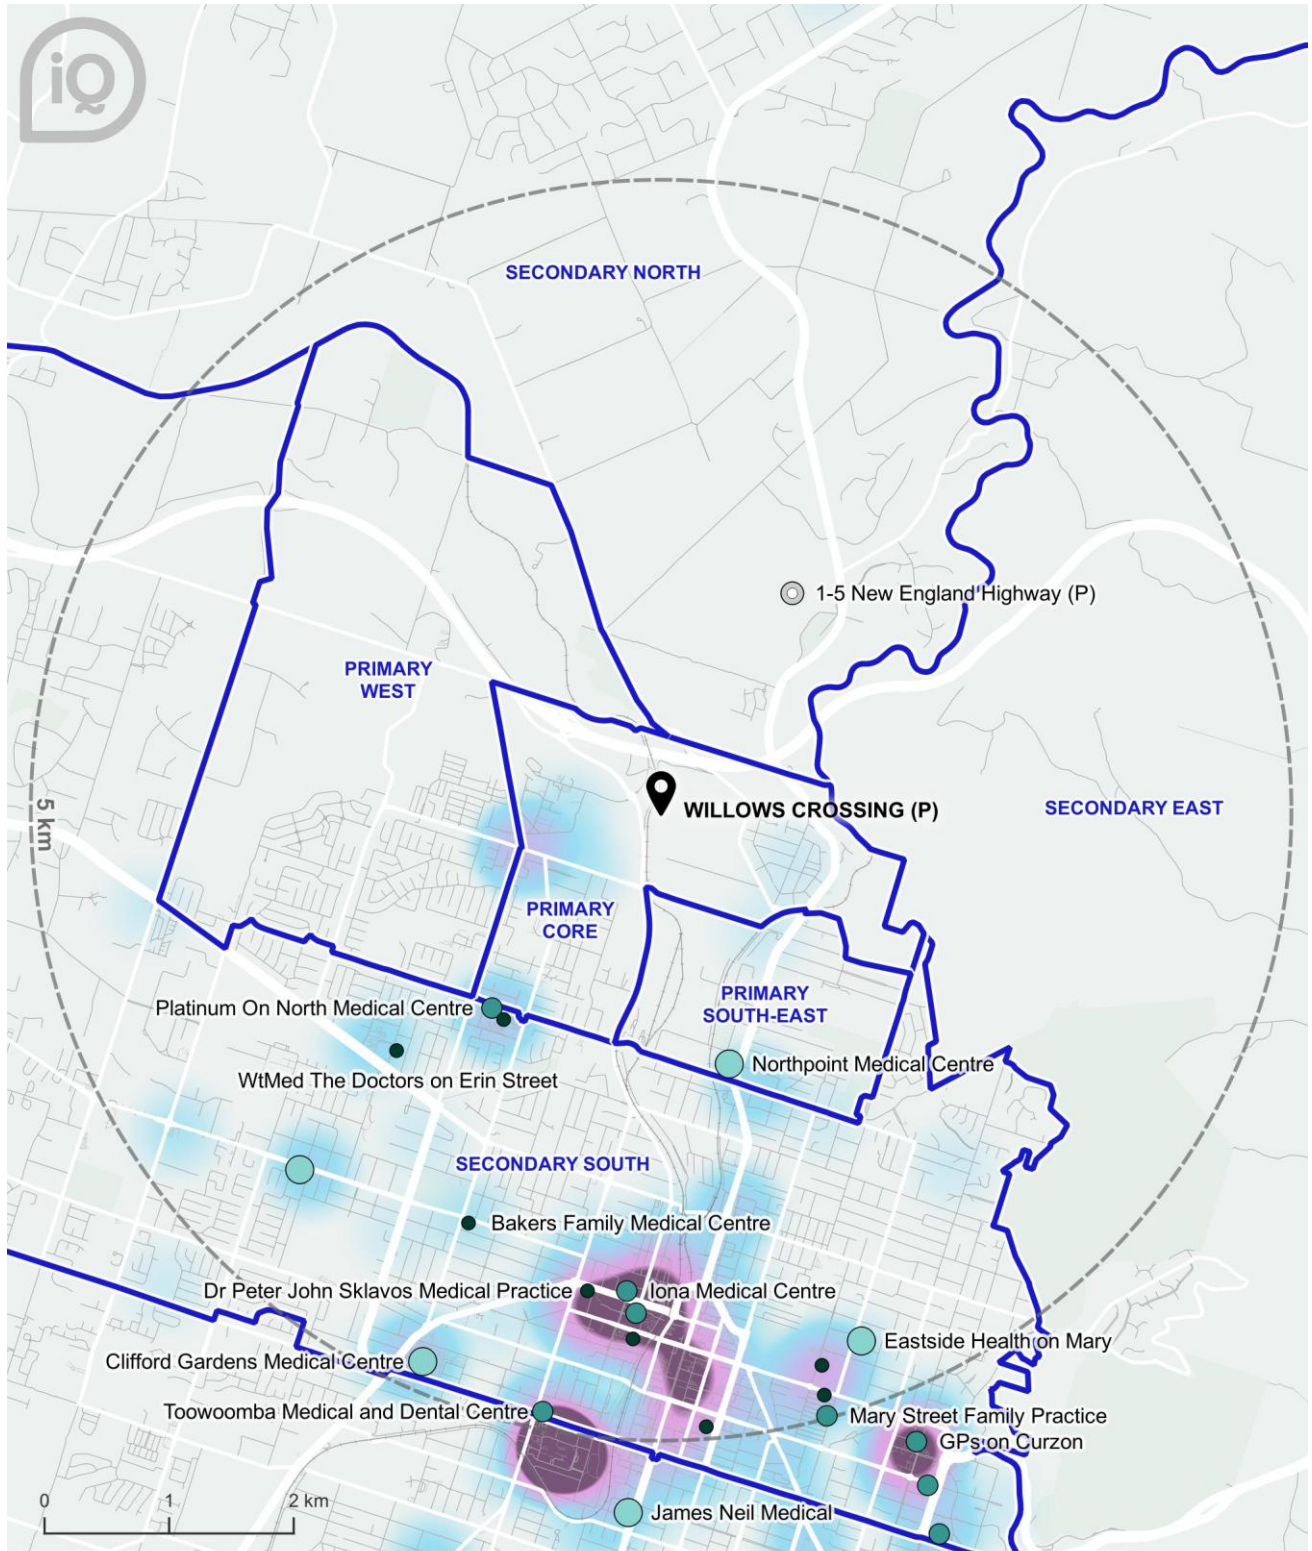 iQ
SECONDARY NORTH
1-5 New England Highway (P)
PRIMARY
WEST
5 km
WILLOWS CROSSING (P)
SECONDARY EAST
PRIMARY
CORE
PRIMARY
SOUTH-EAST
Platinum On North Medical Centre
Northpoint Medical Centre
WtMed The Doctors on Erin Street
SECONDARY SOUTH
Bakers Family Medical Centre
Dr Peter John Sklavos Medical Practice
Iona Medical Centre
Eastside Health on Mary
Clifford Gardens Medical Centre
Toowoomba Medical and Dental Centre
Mary Street Family Practice
GPs on Curzon
0 1 2 km
James Neil Medical